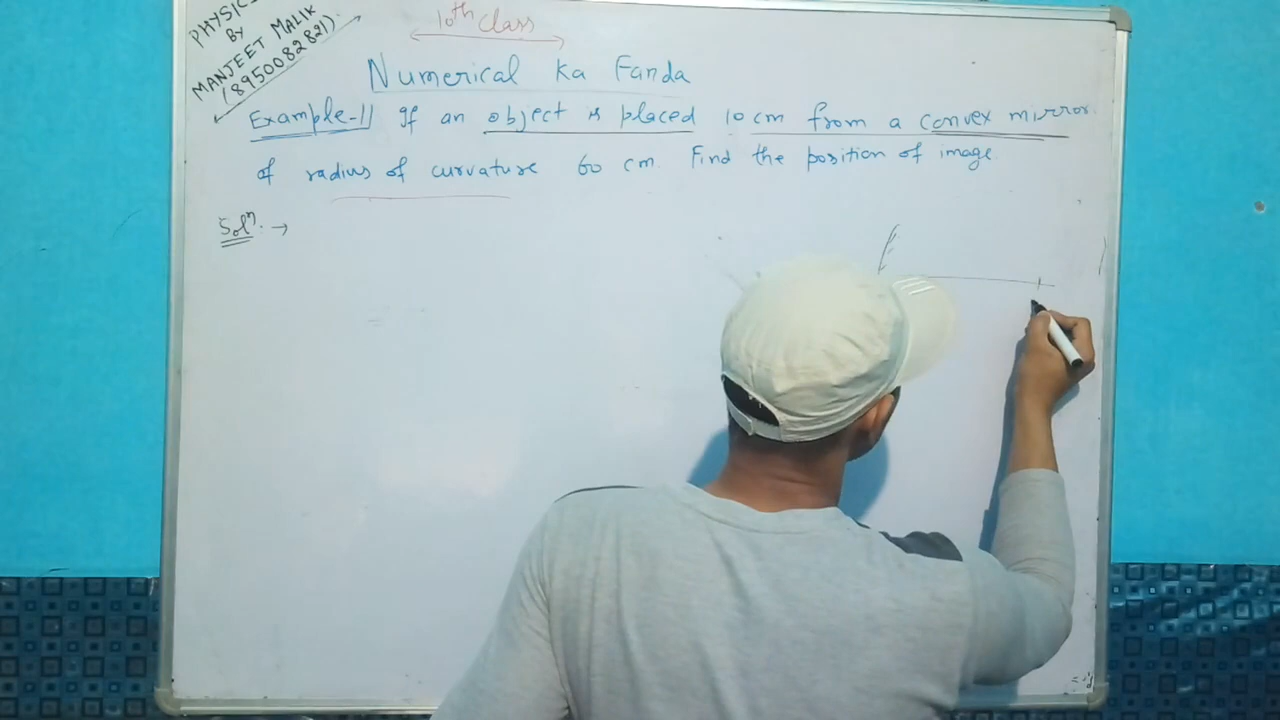 PHYSICS
By
MANJEET MALIK
(8950082821)
10th class
Numerical Ka Fanda
Example-11 If an object is placed 10 cm from a convex mirror
of radius of curvature 60 cm. Find the position of image
Solⁿ. →